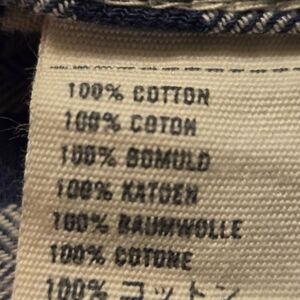 100% COTTON
100% COTON
100% BOMULD
100% KATOEN
100% BAUMWOLLE
100% COTONE
100% コットン